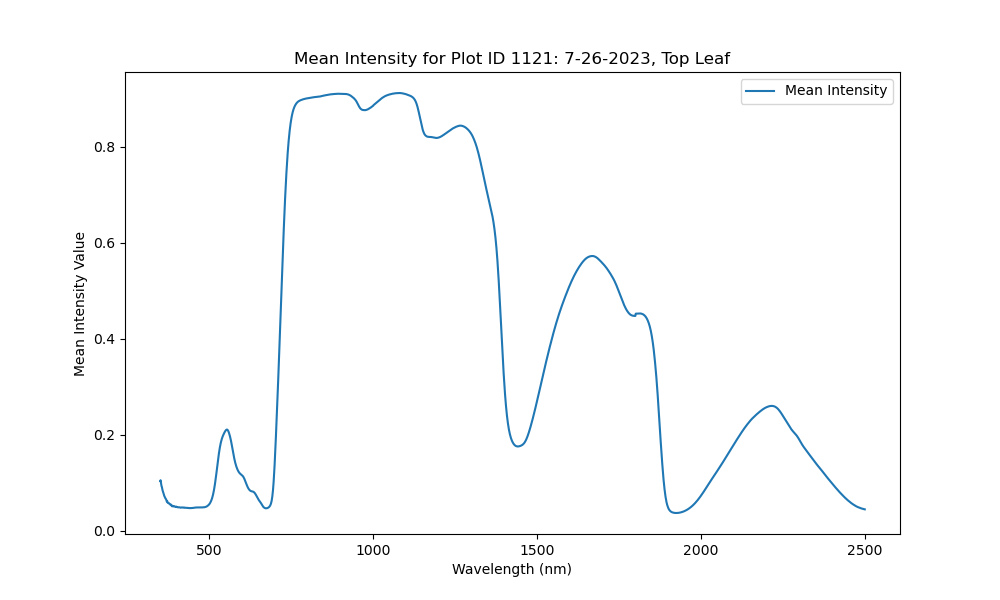 Mean Intensity for Plot ID 1121: 7-26-2023, Top Leaf
Mean Intensity
Mean Intensity Value
0.8
0.6
0.4
0.2
0.0
500 1000 1500 2000 2500
Wavelength (nm)